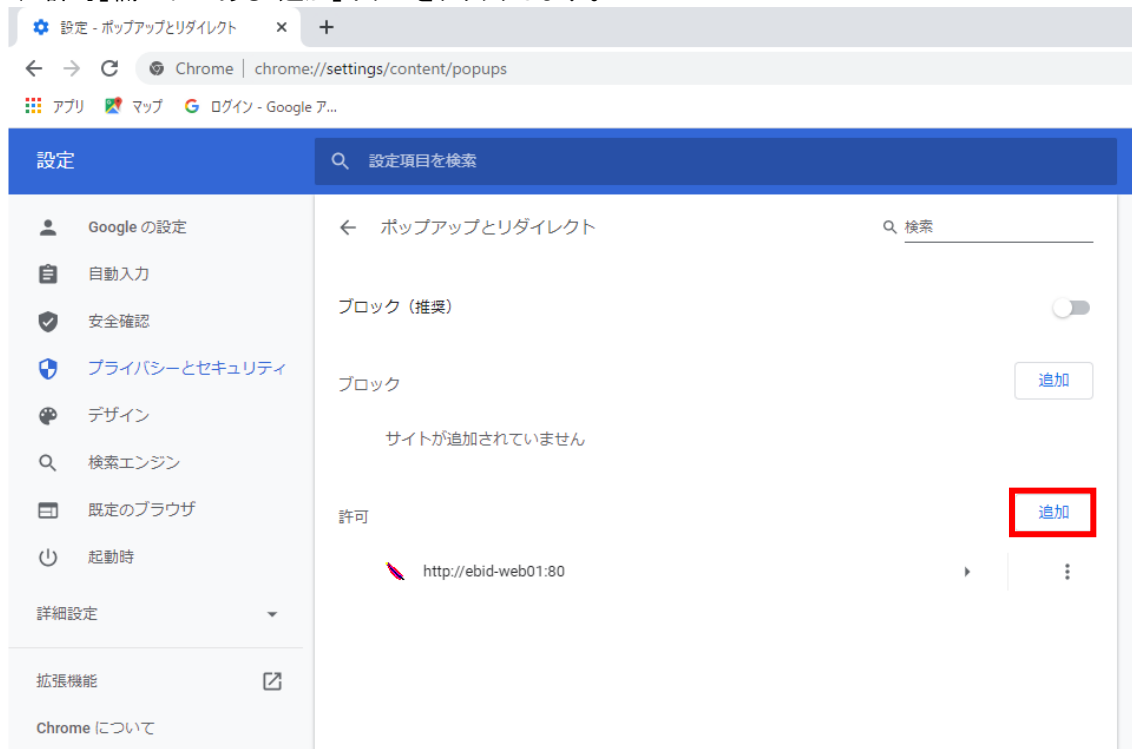 設定 - ポップアップとリダイレクト × +
Chrome | chrome://settings/content/popups
アプリ マップ G ログイン - Google ア...
設定
設定項目を検索
Google の設定
自動入力
安全確認
プライバシーとセキュリティ
デザイン
検索エンジン
既定のブラウザ
起動時
詳細設定
拡張機能
Chrome について
ポップアップとリダイレクト
検索
ブロック（推奨）
ブロック
追加
サイトが追加されていません
許可
追加
http://ebid-web01:80